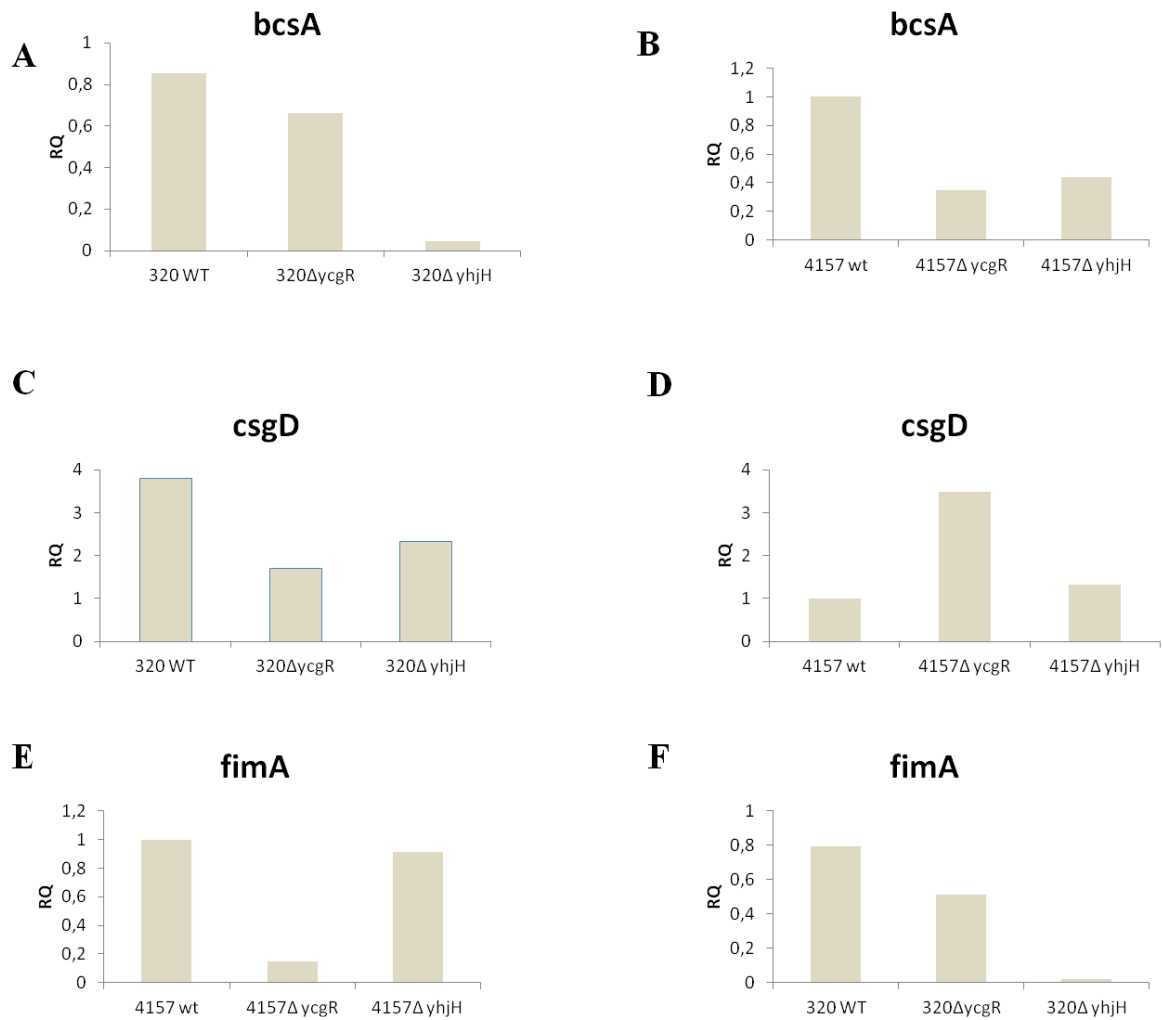 A
bcsA
1
0,8
0,6
0,4
0,2
0
RQ
320 WT 320ΔycgR 320Δ yhjH
B
bcsA
1,2
1
0,8
0,6
0,4
0,2
0
RQ
4157 wt 4157Δ ycgR 4157Δ yhjH
C
csgD
4
3
2
1
0
RQ
320 WT 320ΔycgR 320Δ yhjH
D
csgD
4
3
2
1
0
RQ
4157 wt 4157Δ ycgR 4157Δ yhjH
E
fimA
1,2
1
0,8
0,6
0,4
0,2
0
RQ
4157 wt 4157Δ ycgR 4157Δ yhjH
F
fimA
1
0,8
0,6
0,4
0,2
0
RQ
320 WT 320ΔycgR 320Δ yhjH